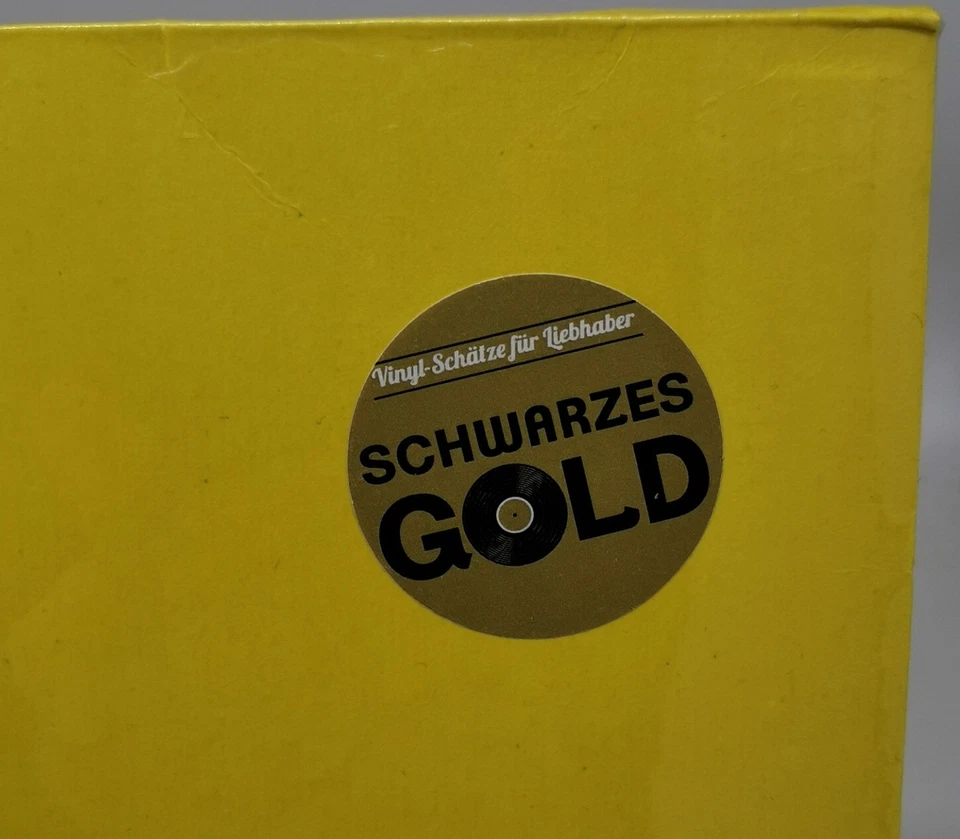 Vinyl-Schätze für Liebhaber
SCHWARZES
GOLD